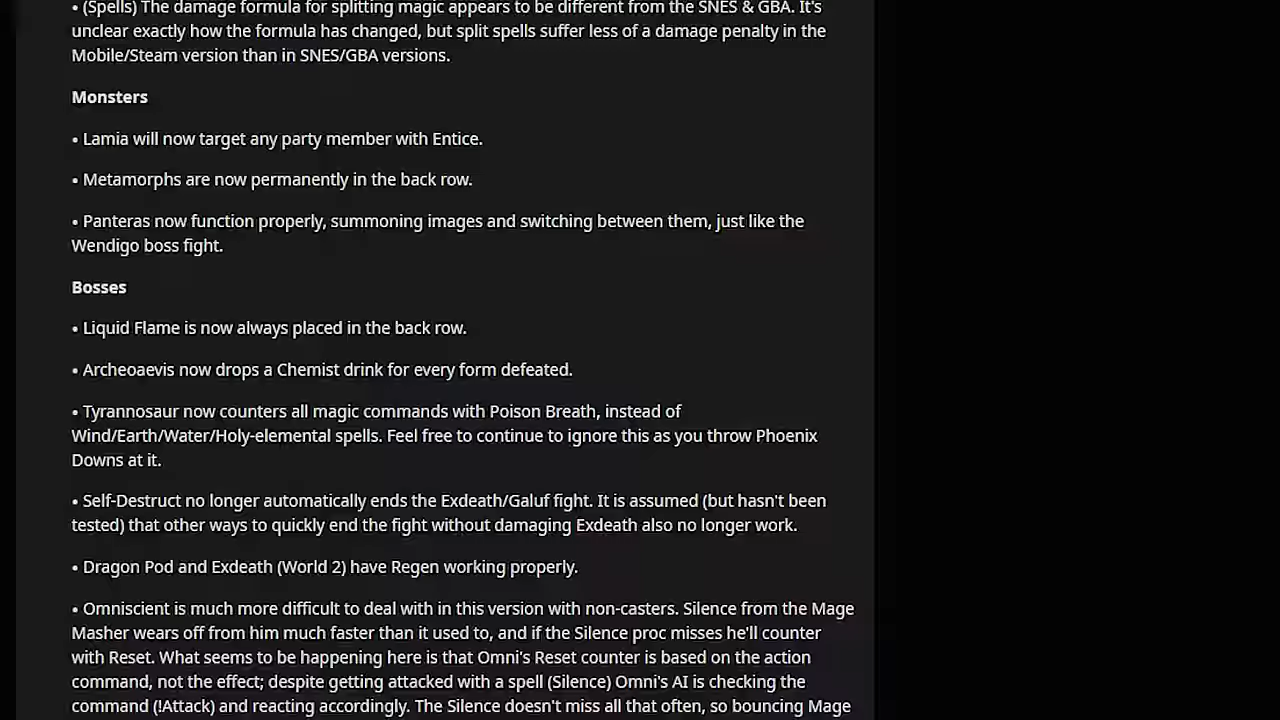 • (Spells) The damage formula for splitting magic appears to be different from the SNES & GBA. It's
unclear exactly how the formula has changed, but split spells suffer less of a damage penalty in the
Mobile/Steam version than in SNES/GBA versions.
Monsters
• Lamia will now target any party member with Entice.
• Metamorphs are now permanently in the back row.
• Panteras now function properly, summoning images and switching between them, just like the
Wendigo boss fight.
Bosses
• Liquid Flame is now always placed in the back row.
• Archeoaevis now drops a Chemist drink for every form defeated.
• Tyrannosaur now counters all magic commands with Poison Breath, instead of
Wind/Earth/Water/Holy-elemental spells. Feel free to continue to ignore this as you throw Phoenix
Downs at it.
• Self-Destruct no longer automatically ends the Exdeath/Galuf fight. It is assumed (but hasn't been
tested) that other ways to quickly end the fight without damaging Exdeath also no longer work.
• Dragon Pod and Exdeath (World 2) have Regen working properly.
• Omniscient is much more difficult to deal with in this version with non-casters. Silence from the Mage
Masher wears off from him much faster than it used to, and if the Silence proc misses he'll counter
with Reset. What seems to be happening here is that Omni's Reset counter is based on the action
command, not the effect; despite getting attacked with a spell (Silence) Omni's AI is checking the
command (!Attack) and reacting accordingly. The Silence doesn't miss all that often, so bouncing Mage